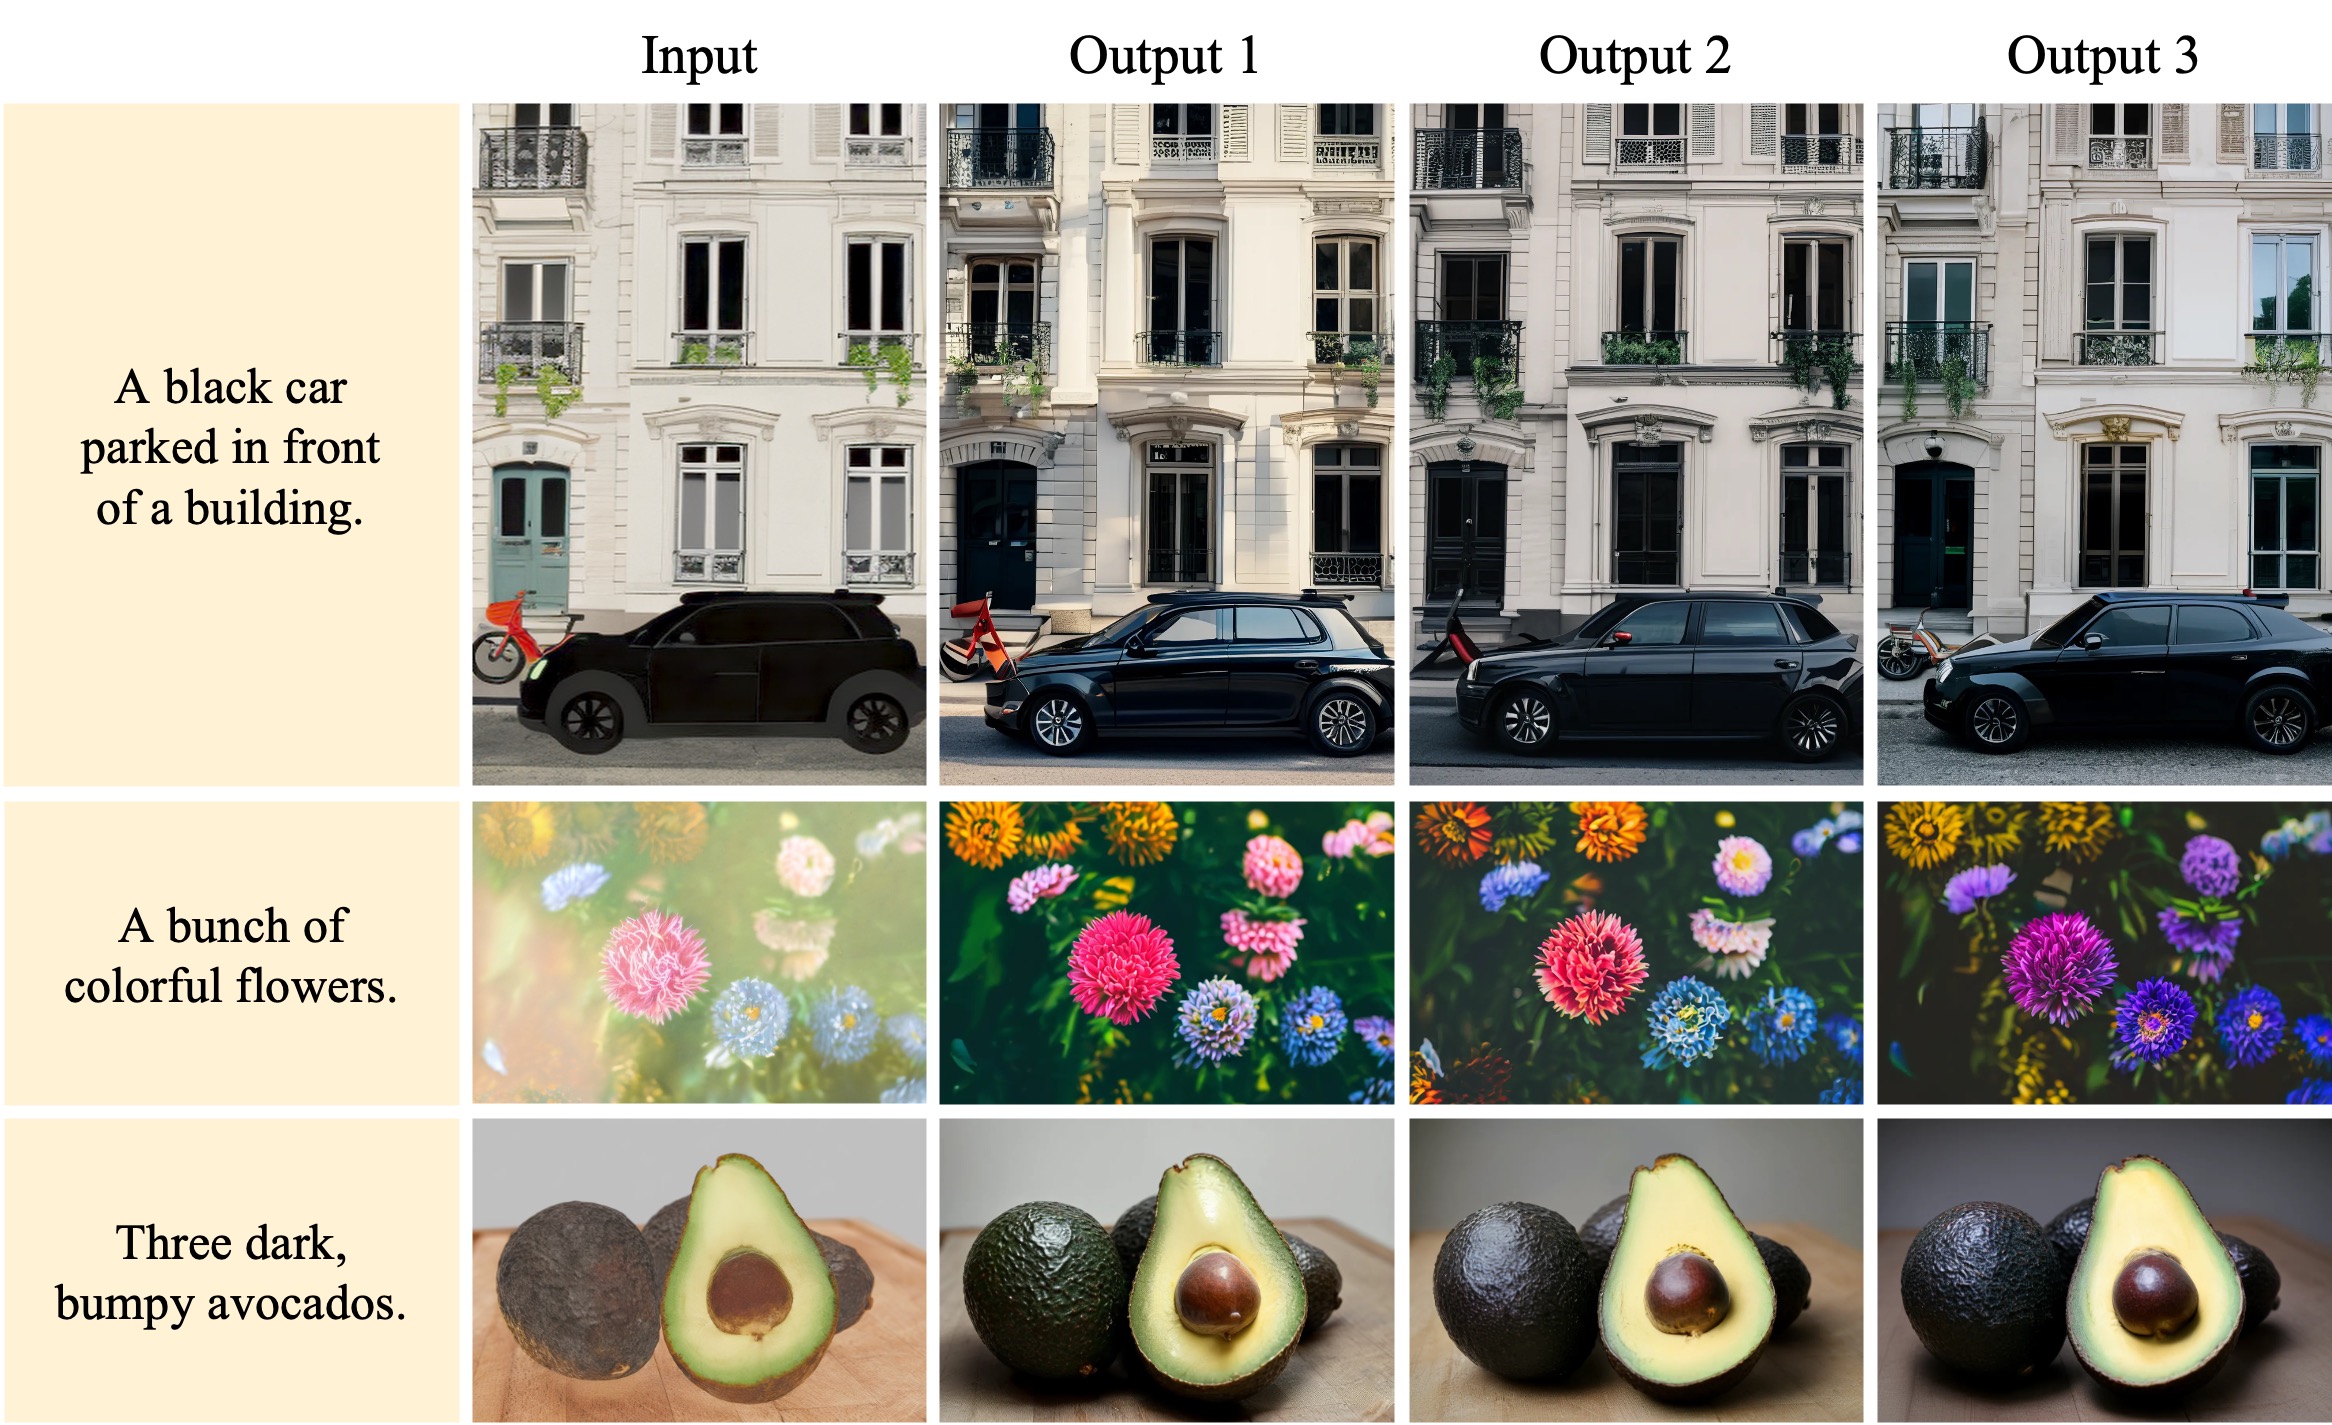 Input
Output 1
Output 2
Output 3
A black car
parked in front
of a building.
A bunch of
colorful flowers.
Three dark,
bumpy avocados.